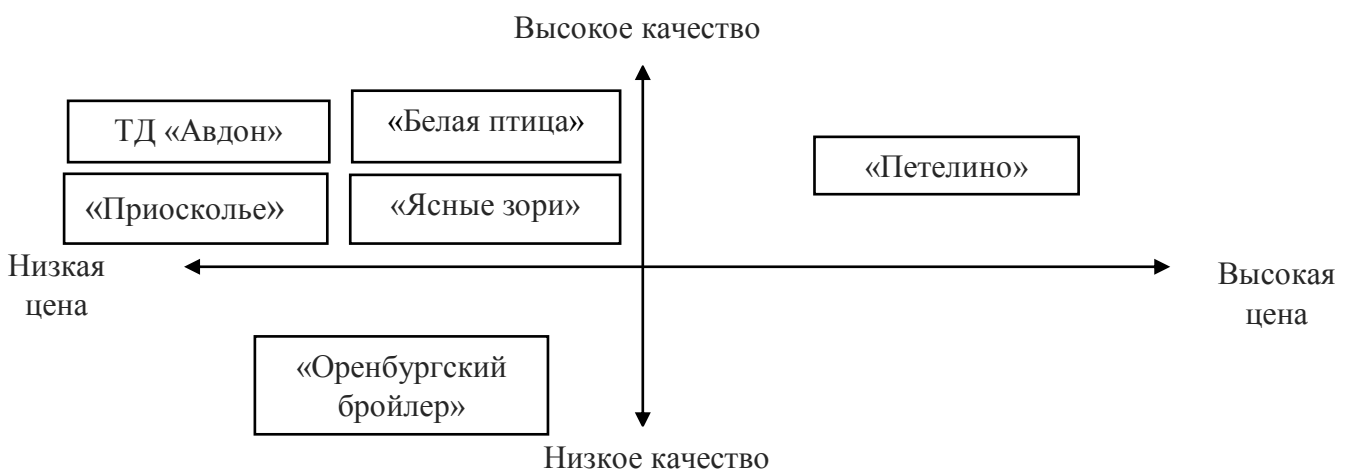 Высокое качество
ТД «Авдон»
«Белая птица»
«Петелино»
«Приосколье»
«Ясные зори»
Низкая
цена
Высокая
цена
«Оренбургский
бройлер»
Низкое качество